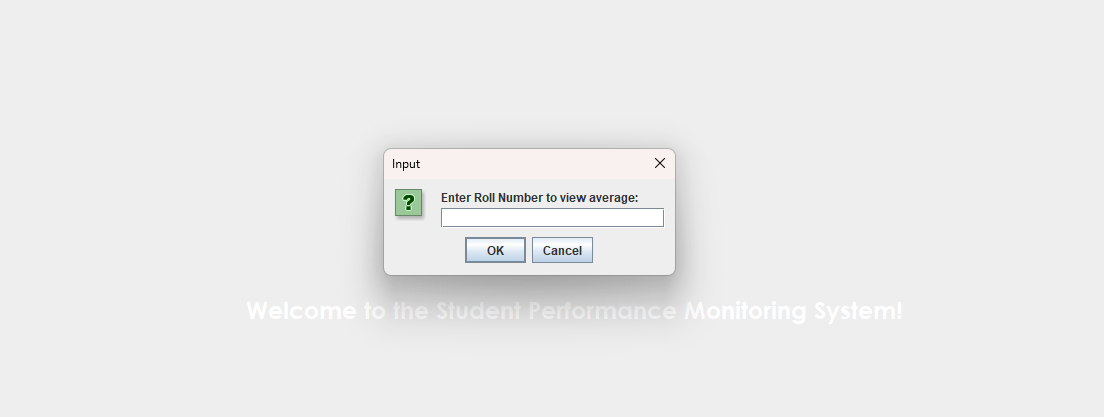 Input
Enter Roll Number to view average:
OK
Cancel
Welcome to the Student Performance Monitoring System!